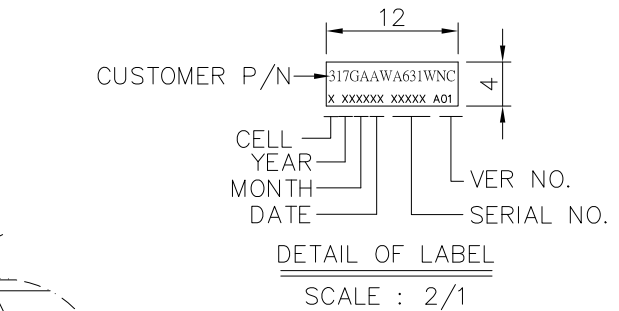 12
CUSTOMER P/N
317GAAWA631WNC
X XXXXXX XXXXX A01
4
CELL
YEAR
MONTH
DATE
VER NO.
SERIAL NO.
DETAIL OF LABEL
SCALE : 2/1